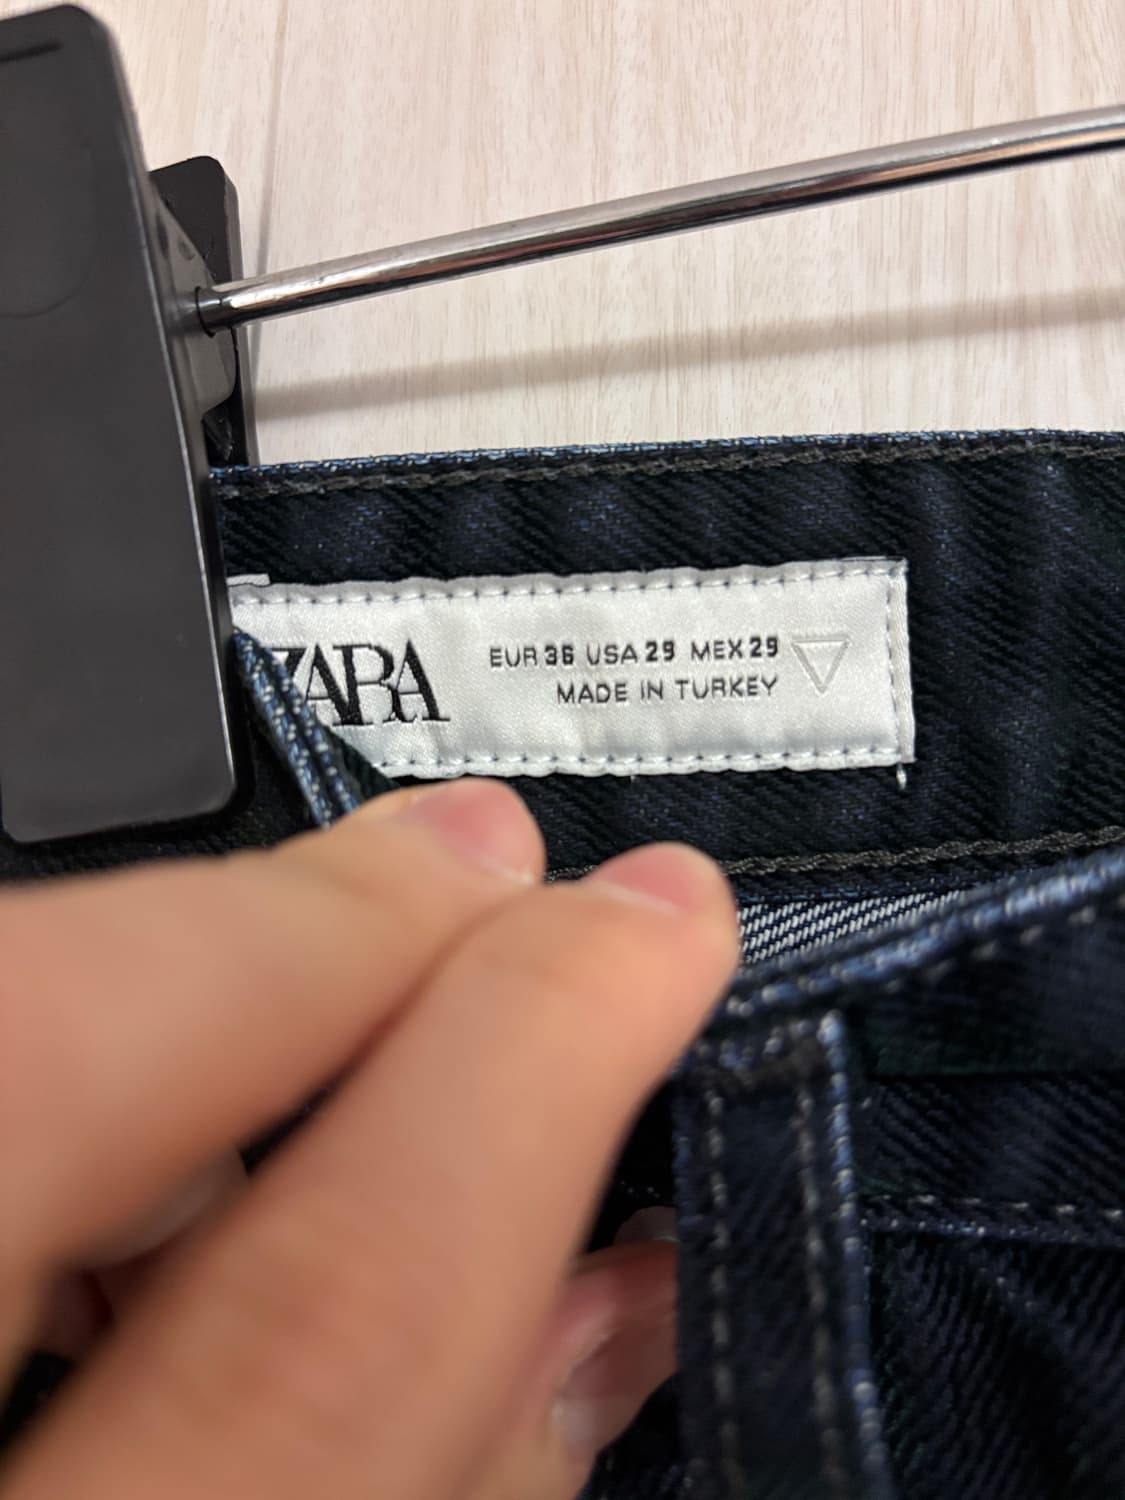 ZARA
EUR 36 USA 29 MEX 29
MADE IN TURKEY